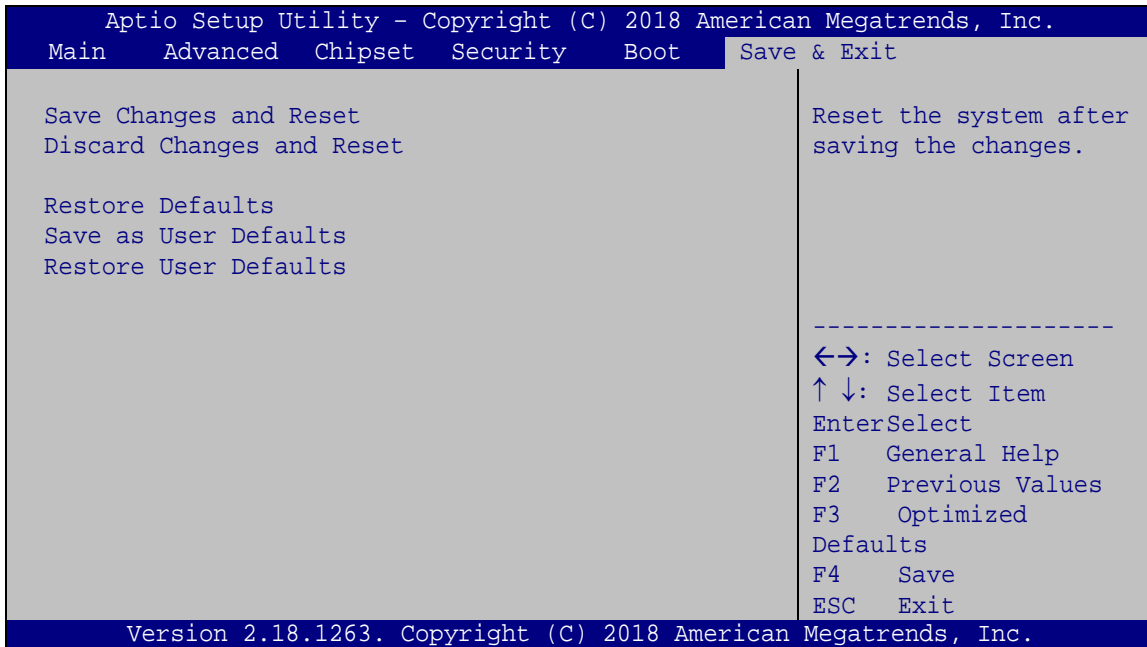 Aptio Setup Utility – Copyright (C) 2018 American Megatrends, Inc.
Main Advanced Chipset Security Boot Save & Exit
Save Changes and Reset
Discard Changes and Reset
Restore Defaults
Save as User Defaults
Restore User Defaults
Reset the system after
saving the changes.
---------------------
←→: Select Screen
↑ ↓: Select Item
EnterSelect
F1 General Help
F2 Previous Values
F3 Optimized
Defaults
F4 Save
ESC Exit
Version 2.18.1263. Copyright (C) 2018 American Megatrends, Inc.